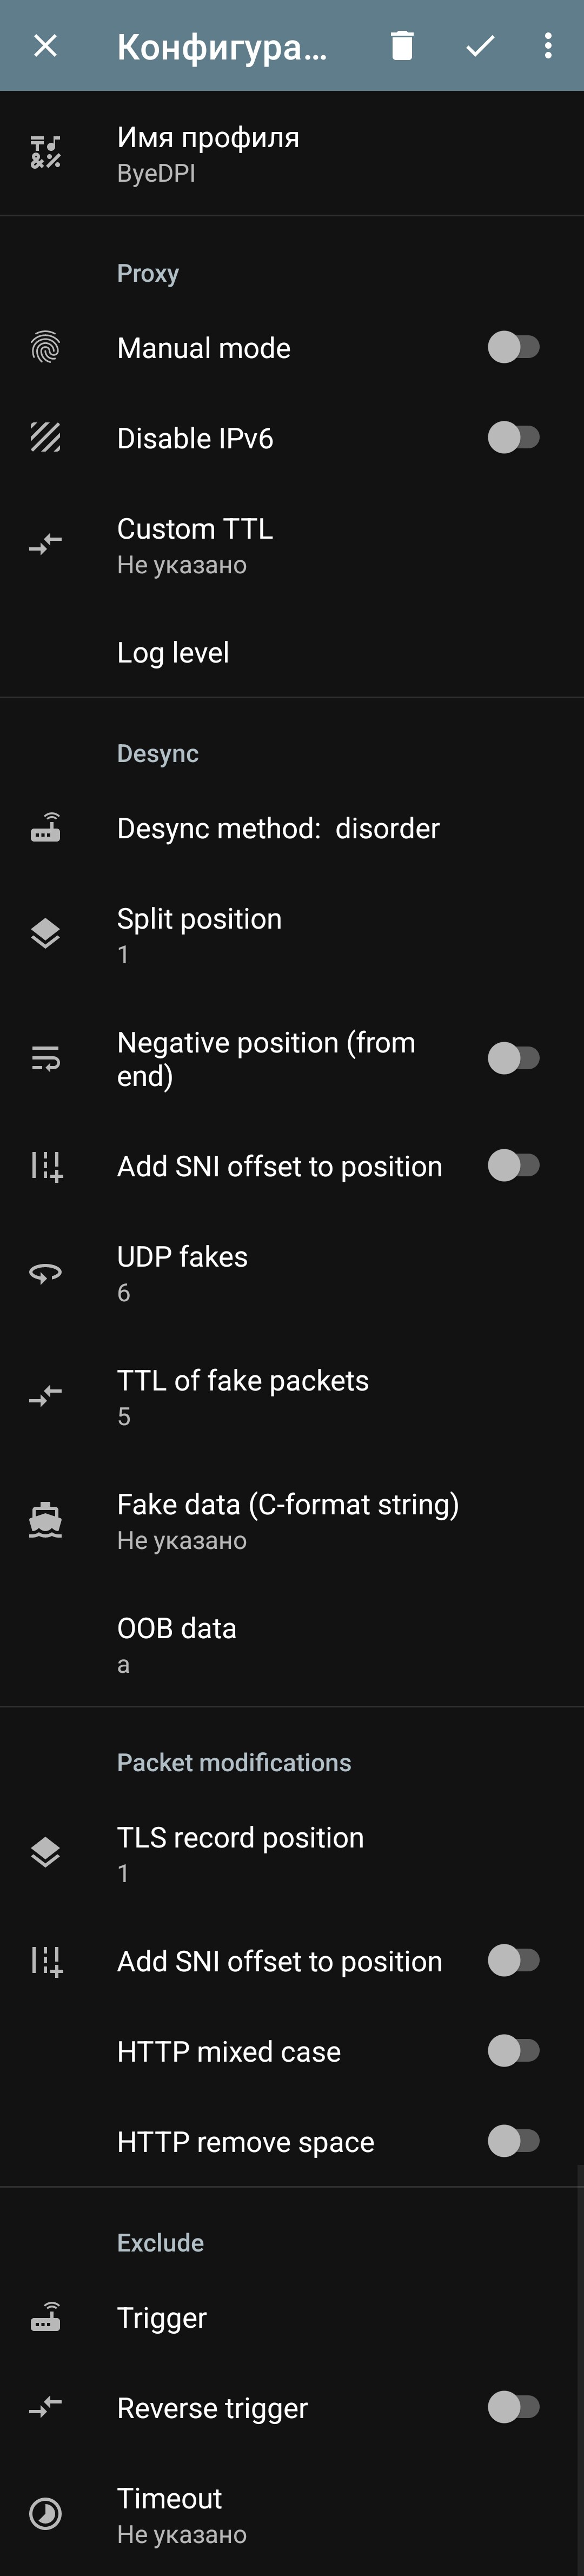 Конфигура...
Имя профиля
ByeDPI
Proxy
Manual mode
Disable IPv6
Custom TTL
Не указано
Log level
Desync
Desync method:  disorder
Split position
1
Negative position (from
end)
Add SNI offset to position
UDP fakes
6
TTL of fake packets
5
Fake data (C-format string)
Не указано
OOB data
a
Packet modifications
TLS record position
1
Add SNI offset to position
HTTP mixed case
HTTP remove space
Exclude
Trigger
Reverse trigger
Timeout
Не указано